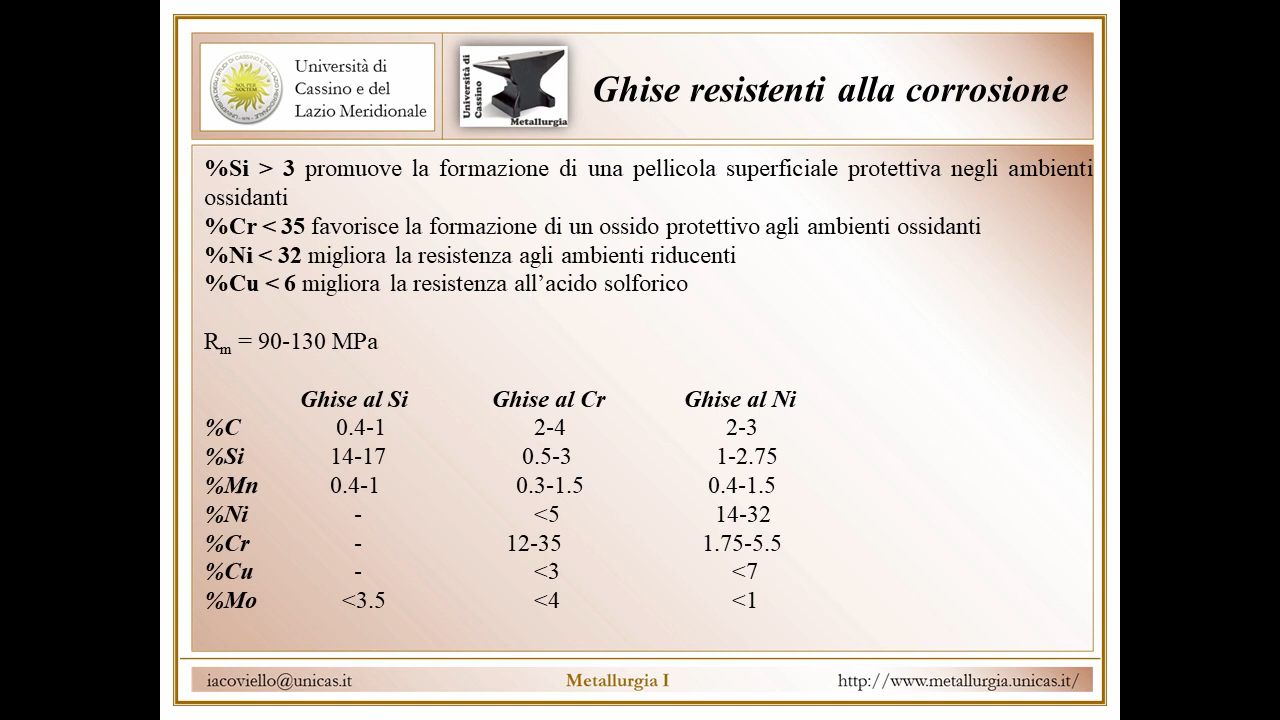 Università di
Cassino e del
Lazio Meridionale
Università di
Cassino
Metallurgia
Ghise resistenti alla corrosione
%Si > 3 promuove la formazione di una pellicola superficiale protettiva negli ambienti
ossidanti
%Cr < 35 favorisce la formazione di un ossido protettivo agli ambienti ossidanti
%Ni < 32 migliora la resistenza agli ambienti riducenti
%Cu < 6 migliora la resistenza all’acido solforico
Rm = 90-130 MPa
Ghise al Si Ghise al Cr Ghise al Ni
%C 0.4-1 2-4 2-3
%Si 14-17 0.5-3 1-2.75
%Mn 0.4-1 0.3-1.5 0.4-1.5
%Ni - <5 14-32
%Cr - 12-35 1.75-5.5
%Cu - <3 <7
%Mo <3.5 <4 <1
iacoviello@unicas.it Metallurgia I http://www.metallurgia.unicas.it/